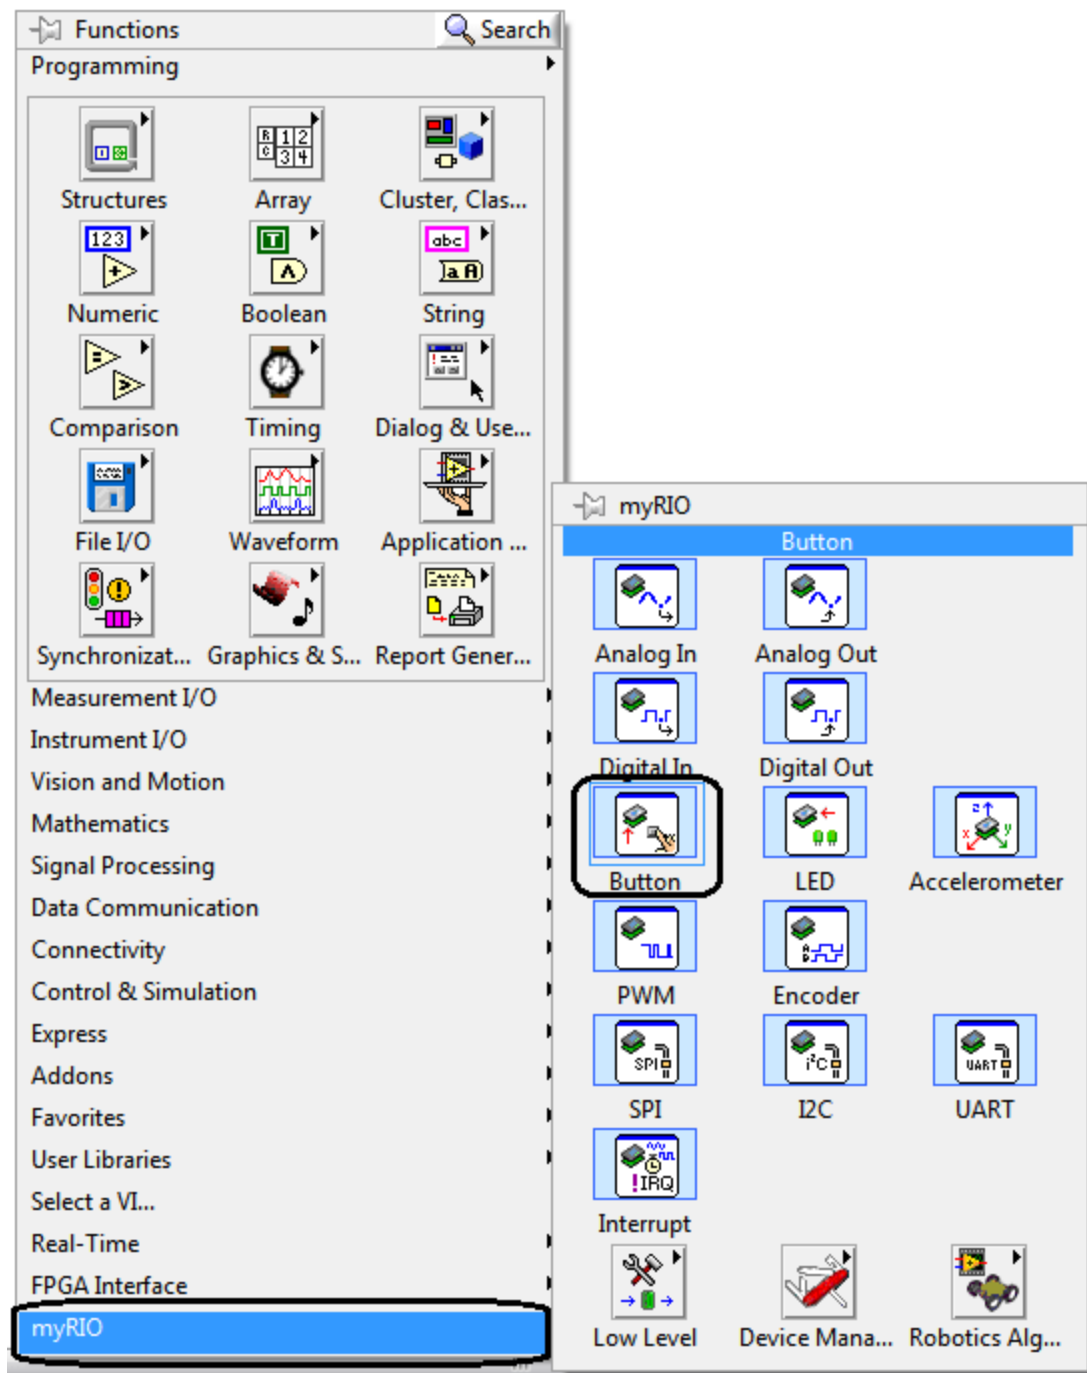 Functions
Search
Programming
Structures
Array
Cluster, Clas...
Numeric
Boolean
String
Comparison
Timing
Dialog & Use...
File I/O
Waveform
Application ...
Synchronizat...
Graphics & S...
Report Gener...
Measurement I/O
Instrument I/O
Vision and Motion
Mathematics
Signal Processing
Data Communication
Connectivity
Control & Simulation
Express
Addons
Favorites
User Libraries
Select a VI...
Real-Time
FPGA Interface
myRIO
myRIO
Button
Analog In
Analog Out
Digital In
Digital Out
Button
LED
Accelerometer
PWM
Encoder
SPI
I2C
UART
Interrupt
Low Level
Device Mana...
Robotics Alg...